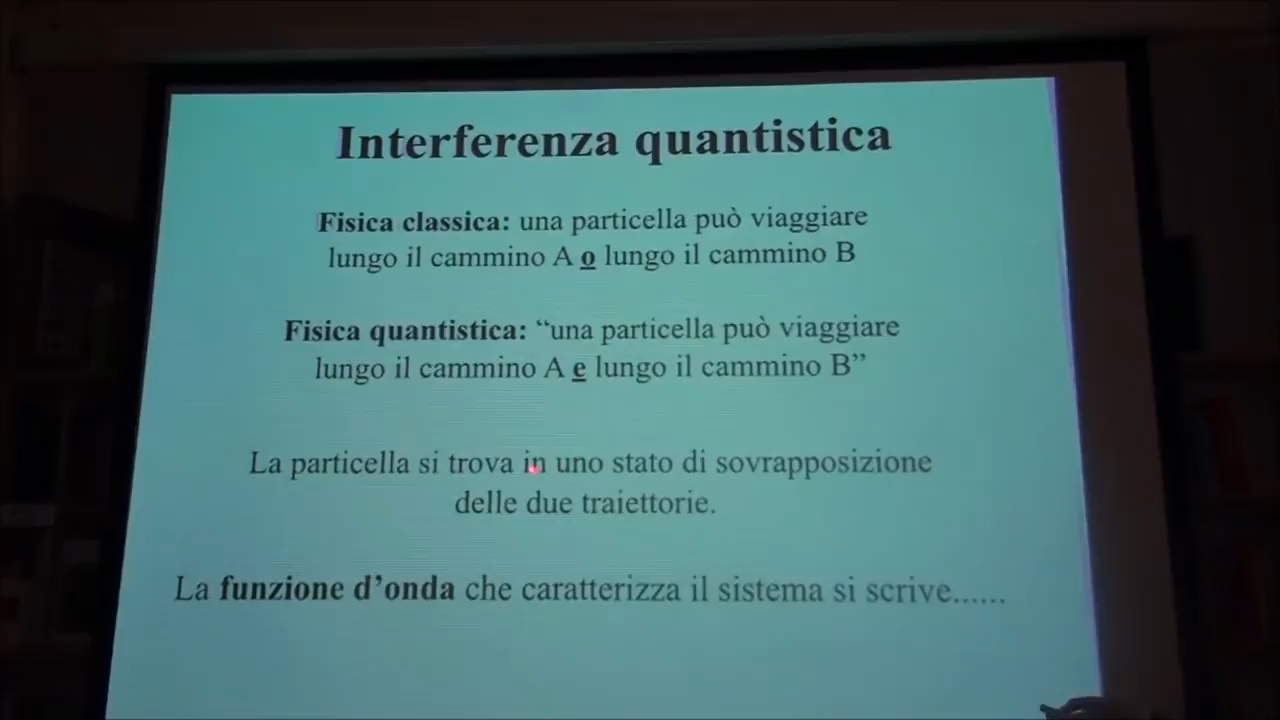 Interferenza quantistica
Fisica classica: una particella può viaggiare
lungo il cammino A o lungo il cammino B
Fisica quantistica: “una particella può viaggiare
lungo il cammino A e lungo il cammino B”
La particella si trova in uno stato di sovrapposizione
delle due traiettorie.
La funzione d’onda che caratterizza il sistema si scrive......